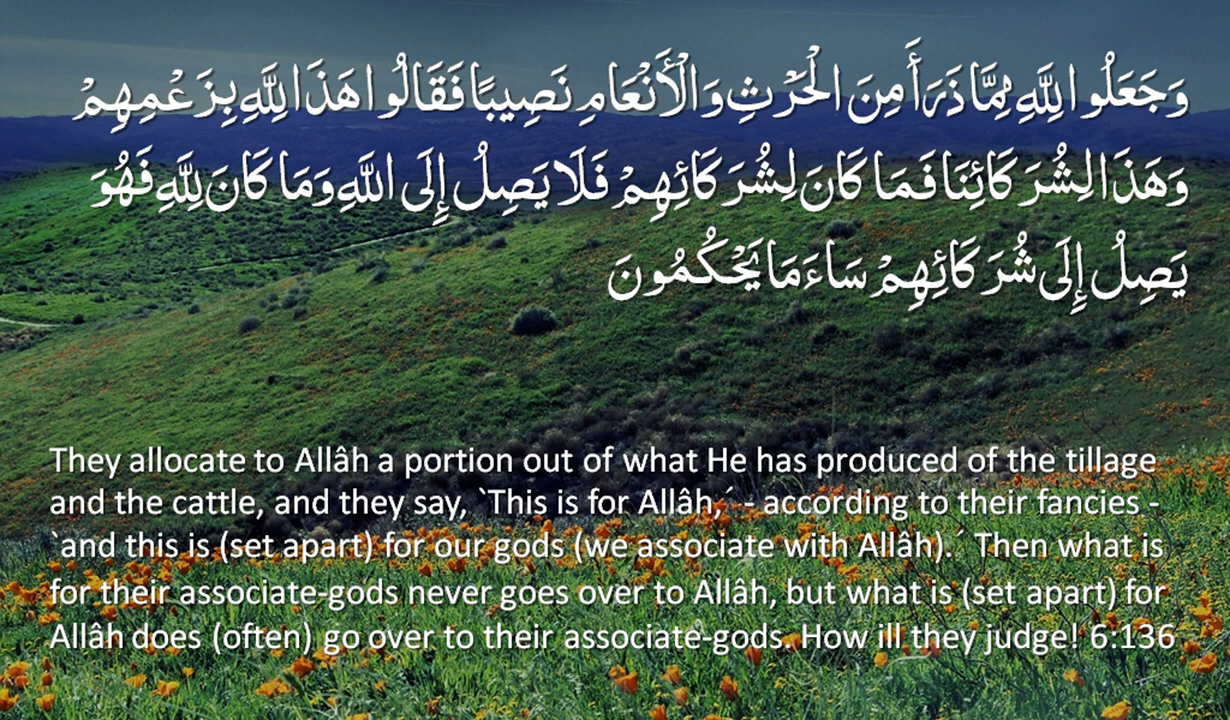 وَجَعَلُوا لِلَّهِ مِمَّا ذَرَأَ مِنَ الْحَرْثِ وَالْأَنْعَامِ نَصِيبًا فَقَالُوا هَذَا لِلَّهِ بِزَعْمِهِمْ
وَهَذَا لِشُرَكَائِنَا فَمَا كَانَ لِشُرَكَائِهِمْ فَلَا يَصِلُ إِلَى اللَّهِ وَمَا كَانَ لِلَّهِ فَهُوَ
يَصِلُ إِلَى شُرَكَائِهِمْ سَاءَ مَا يَحْكُمُونَ
They allocate to Allâh a portion out of what He has produced of the tillage
and the cattle, and they say, `This is for Allâh,´ - according to their fancies -
`and this is (set apart) for our gods (we associate with Allâh).´ Then what is
for their associate-gods never goes over to Allâh, but what is (set apart) for
Allâh does (often) go over to their associate-gods. How ill they judge! 6:136